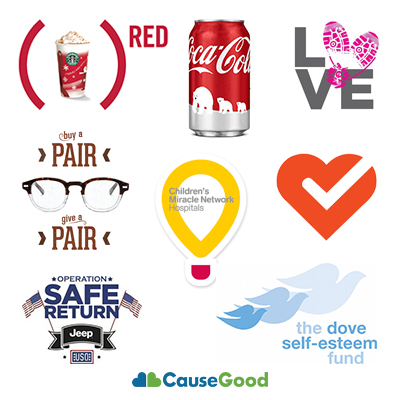 RED
Coca-Cola
LOVE
buy a
PAIR
give a
PAIR
Children's
Miracle Network
Hospitals
OPERATION
SAFE
RETURN
Jeep
USO
the dove
self-esteem
fund
CauseGood